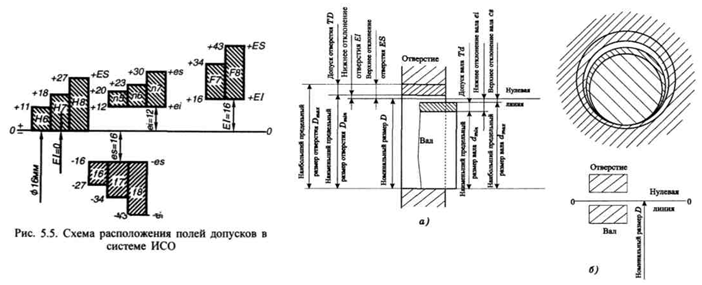 +43 +ES
+34
+30 +es
+27 +ES
+23
+20
+18
+16
+12 +ei
+11
+EI
H6
H7
H8
n7
F7
F8
0
EI=0
ei=12
EI=16
es=16
ϕ16мм
-16 -es
-27
-34
Рис. 5.5. Схема расположения полей допусков в
системе ИСО
Наибольший предельный
размер отверстия Dmax
Наименьший предельный
размер отверстия Dmin
Допуск отверстия TD
Нижнее отклонение
отверстия EI
Верхнее отклонение
отверстия ES
Номинальный размер D
Отверстие
Вал
Допуск вала Td
Нижнее отклонение вала ei
Верхнее отклонение вала es
Нулевая
линия
Наименьший предельный
размер вала dmin
Наибольший предельный
размер вала dmax
а)
Отверстие
Нулевая
0 линия 0
Вал
Номинальный размер D
б)